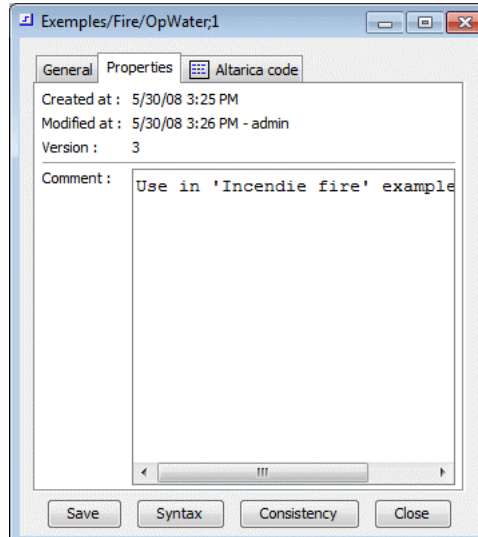 Exemples/Fire/OpWater;1
General Properties Altarica code
Created at : 5/30/08 3:25 PM
Modified at : 5/30/08 3:26 PM - admin
Version : 3
Comment : Use in 'Incendie fire' example
Save Syntax Consistency Close